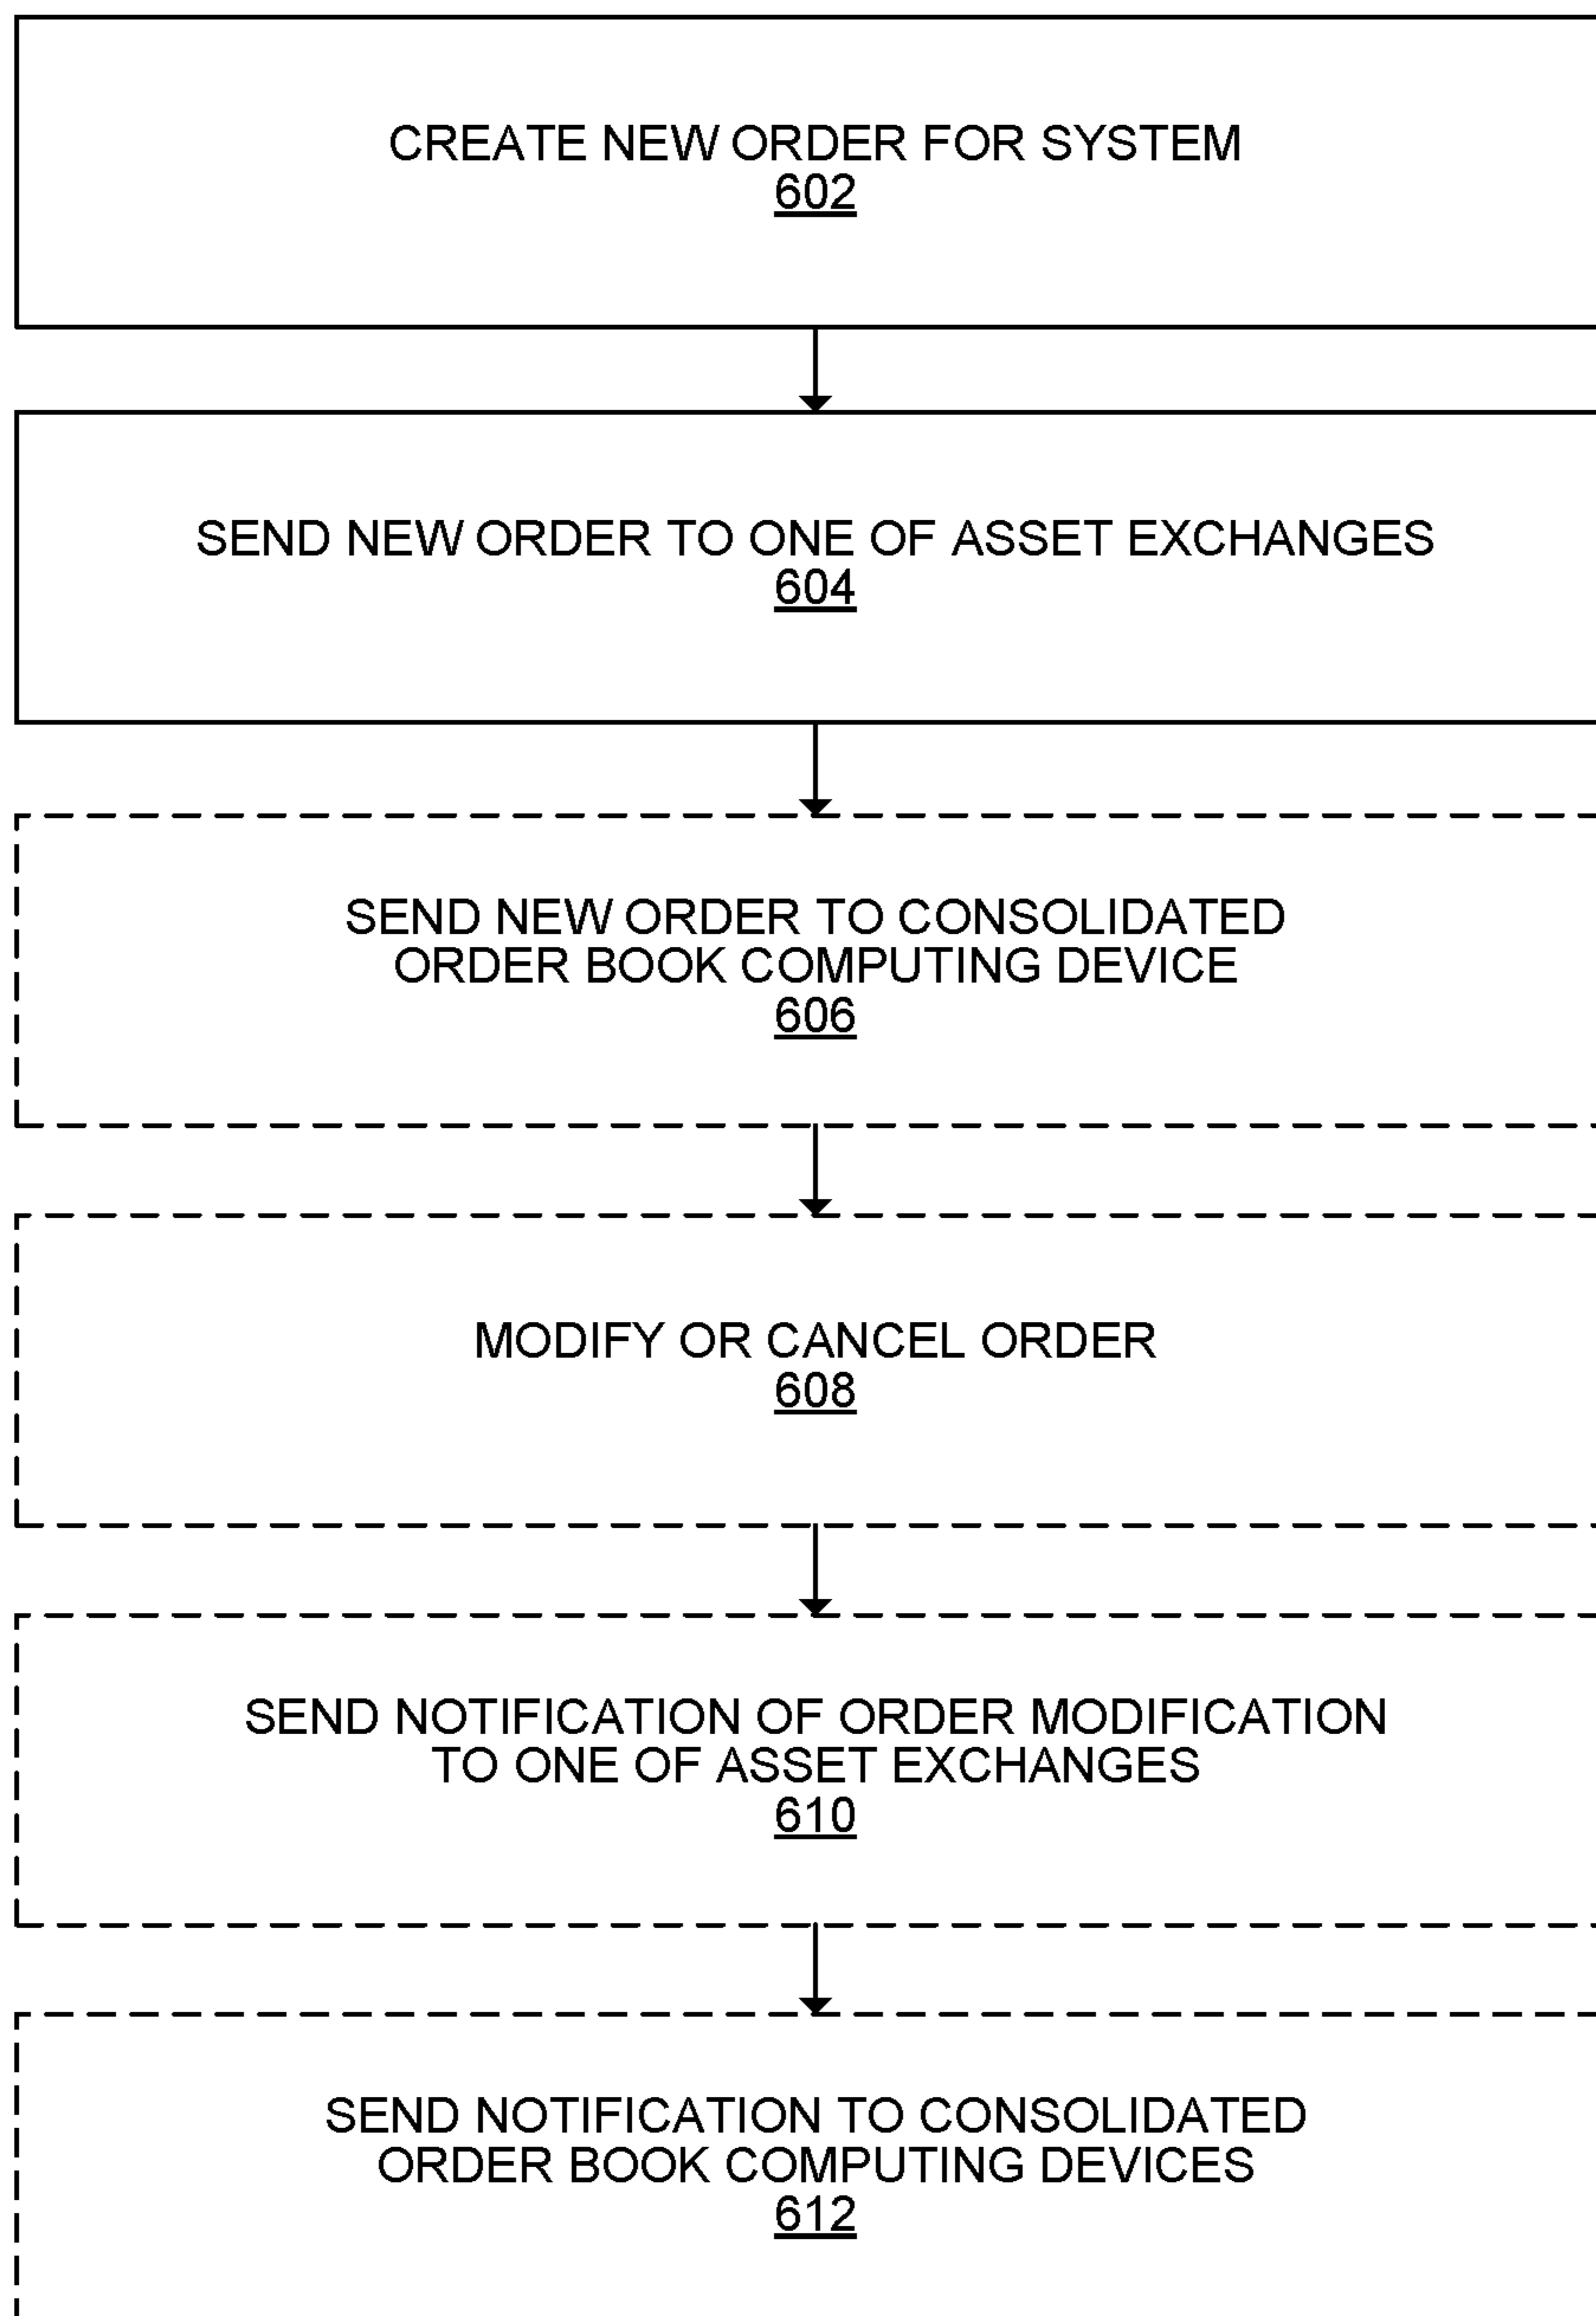 CREATE NEW ORDER FOR SYSTEM
602
SEND NEW ORDER TO ONE OF ASSET EXCHANGES
604
SEND NEW ORDER TO CONSOLIDATED
ORDER BOOK COMPUTING DEVICE
606
MODIFY OR CANCEL ORDER
608
SEND NOTIFICATION OF ORDER MODIFICATION
TO ONE OF ASSET EXCHANGES
610
SEND NOTIFICATION TO CONSOLIDATED
ORDER BOOK COMPUTING DEVICES
612